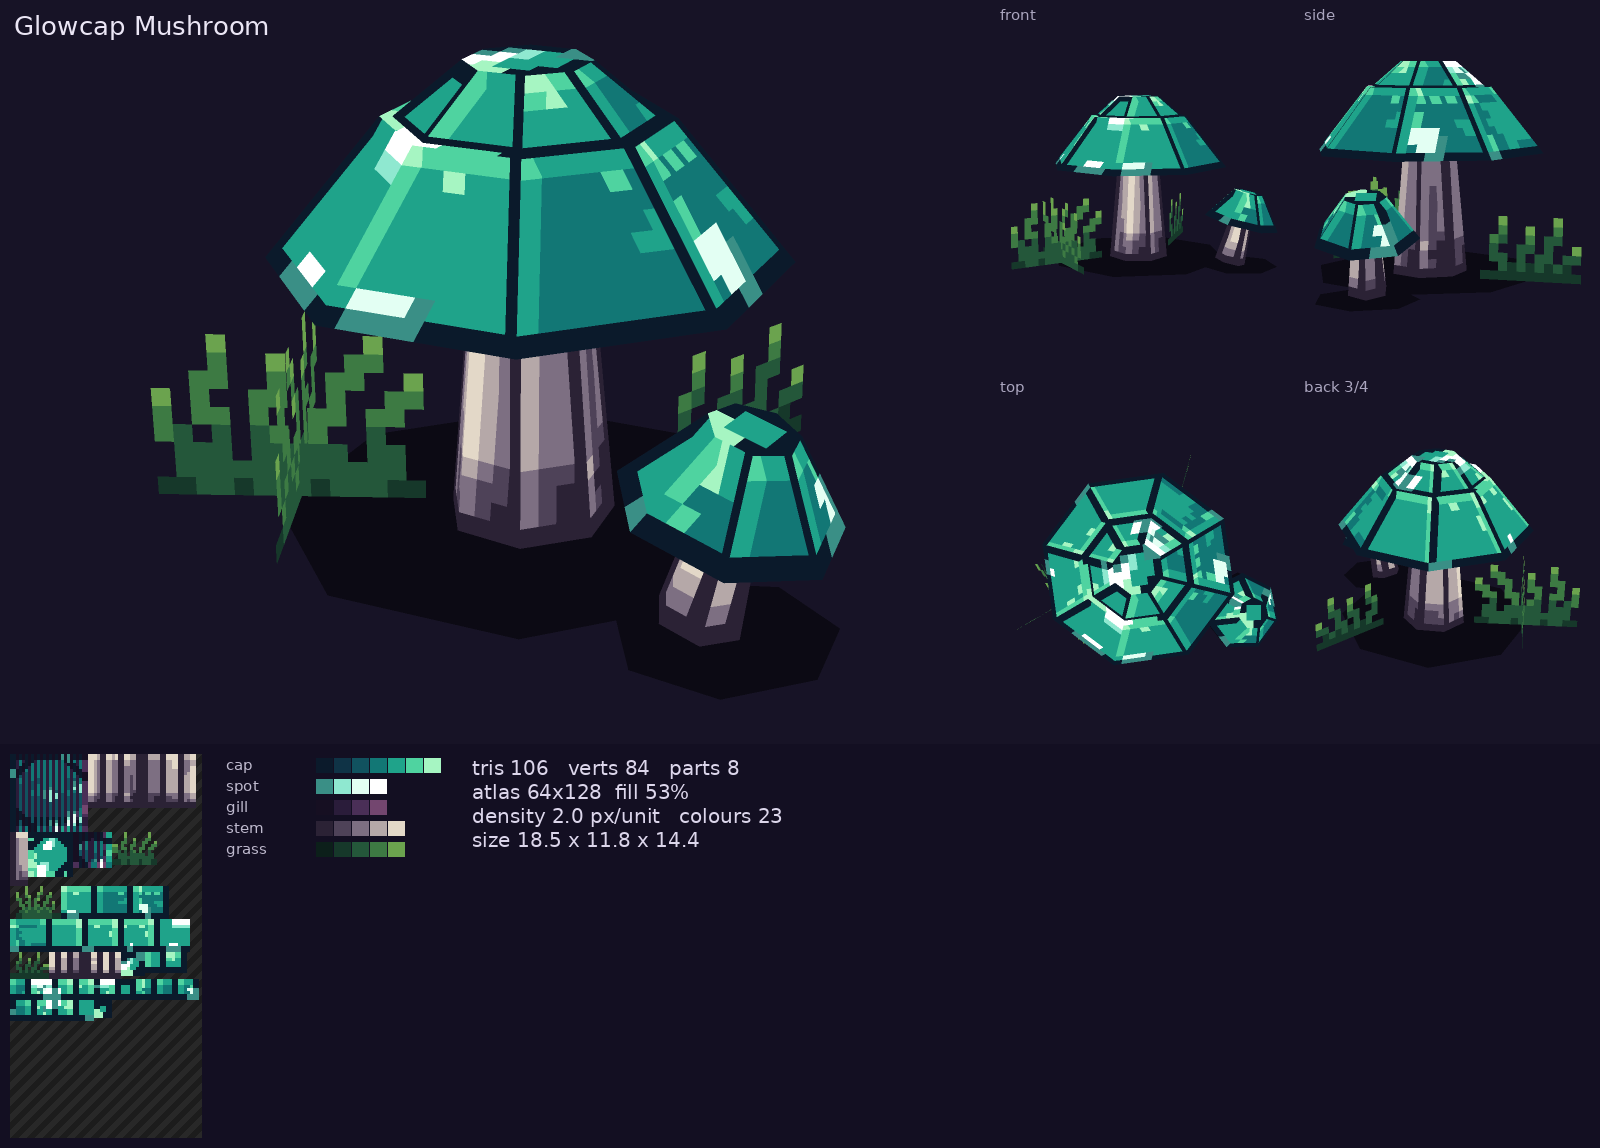 Glowcap Mushroom
front
side
top
back 3/4
cap
spot
gill
stem
grass
tris 106 verts 84 parts 8
atlas 64x128 fill 53%
density 2.0 px/unit colours 23
size 18.5 x 11.8 x 14.4